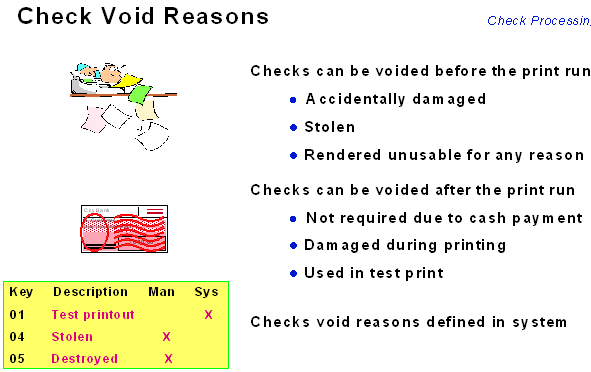 Check Void Reasons
Check Processin
Checks can be voided before the print run
Accidentally damaged
Stolen
Rendered unusable for any reason
Checks can be voided after the print run
Not required due to cash payment
Damaged during printing
Used in test print
Checks void reasons defined in system
Key Description Man Sys
01 Test printout X
04 Stolen X
05 Destroyed X